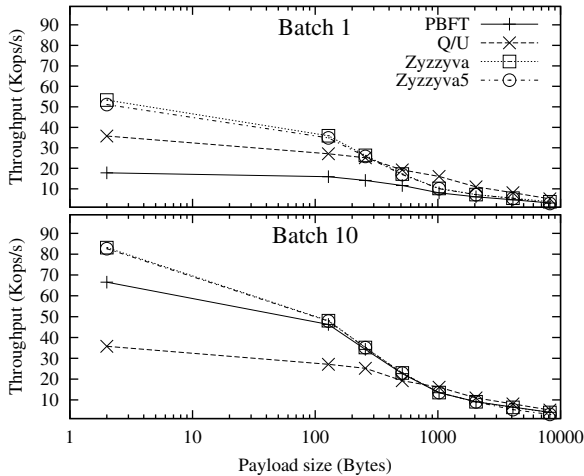 Batch 1
PBFT
Q/U
Zyzzyva
Zyzzyva5
Throughput (Kops/s)
90
80
70
60
50
40
30
20
10
Batch 10
Throughput (Kops/s)
90
80
70
60
50
40
30
20
10
1 10 100 1000 10000
Payload size (Bytes)